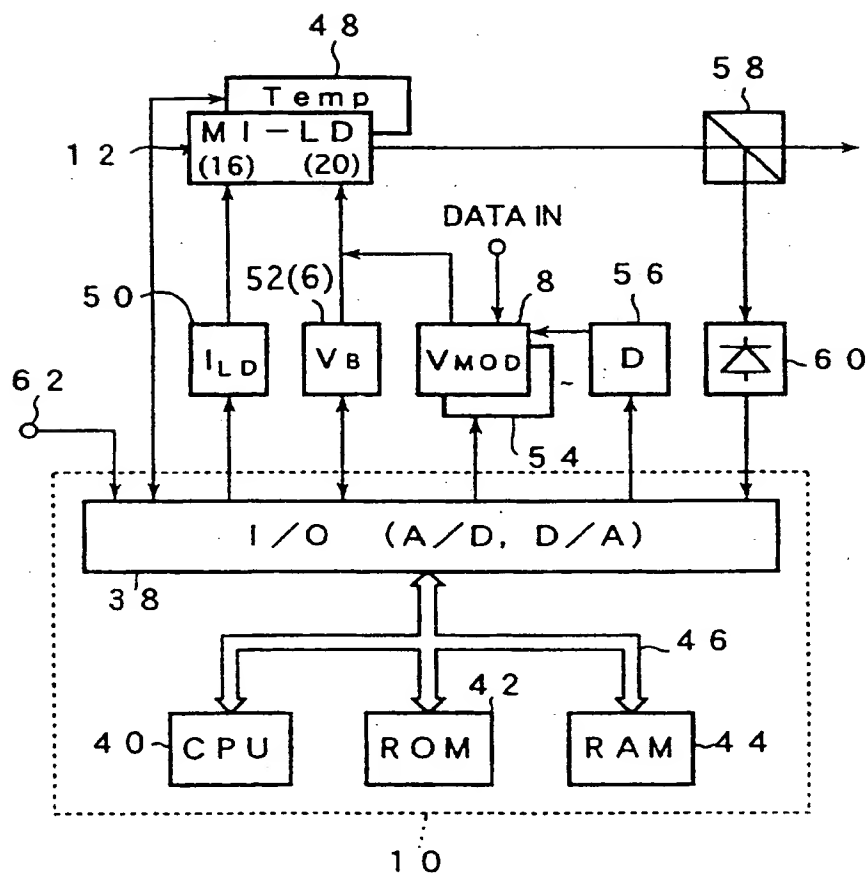 48
58
Temp
MI-LD
12
(16) (20)
DATA IN
52(6)
50
8
56
ILD
VB
VMOD
D
60
62
54
I/O (A/D, D/A)
38
46
42
40
CPU
ROM
RAM
44
10